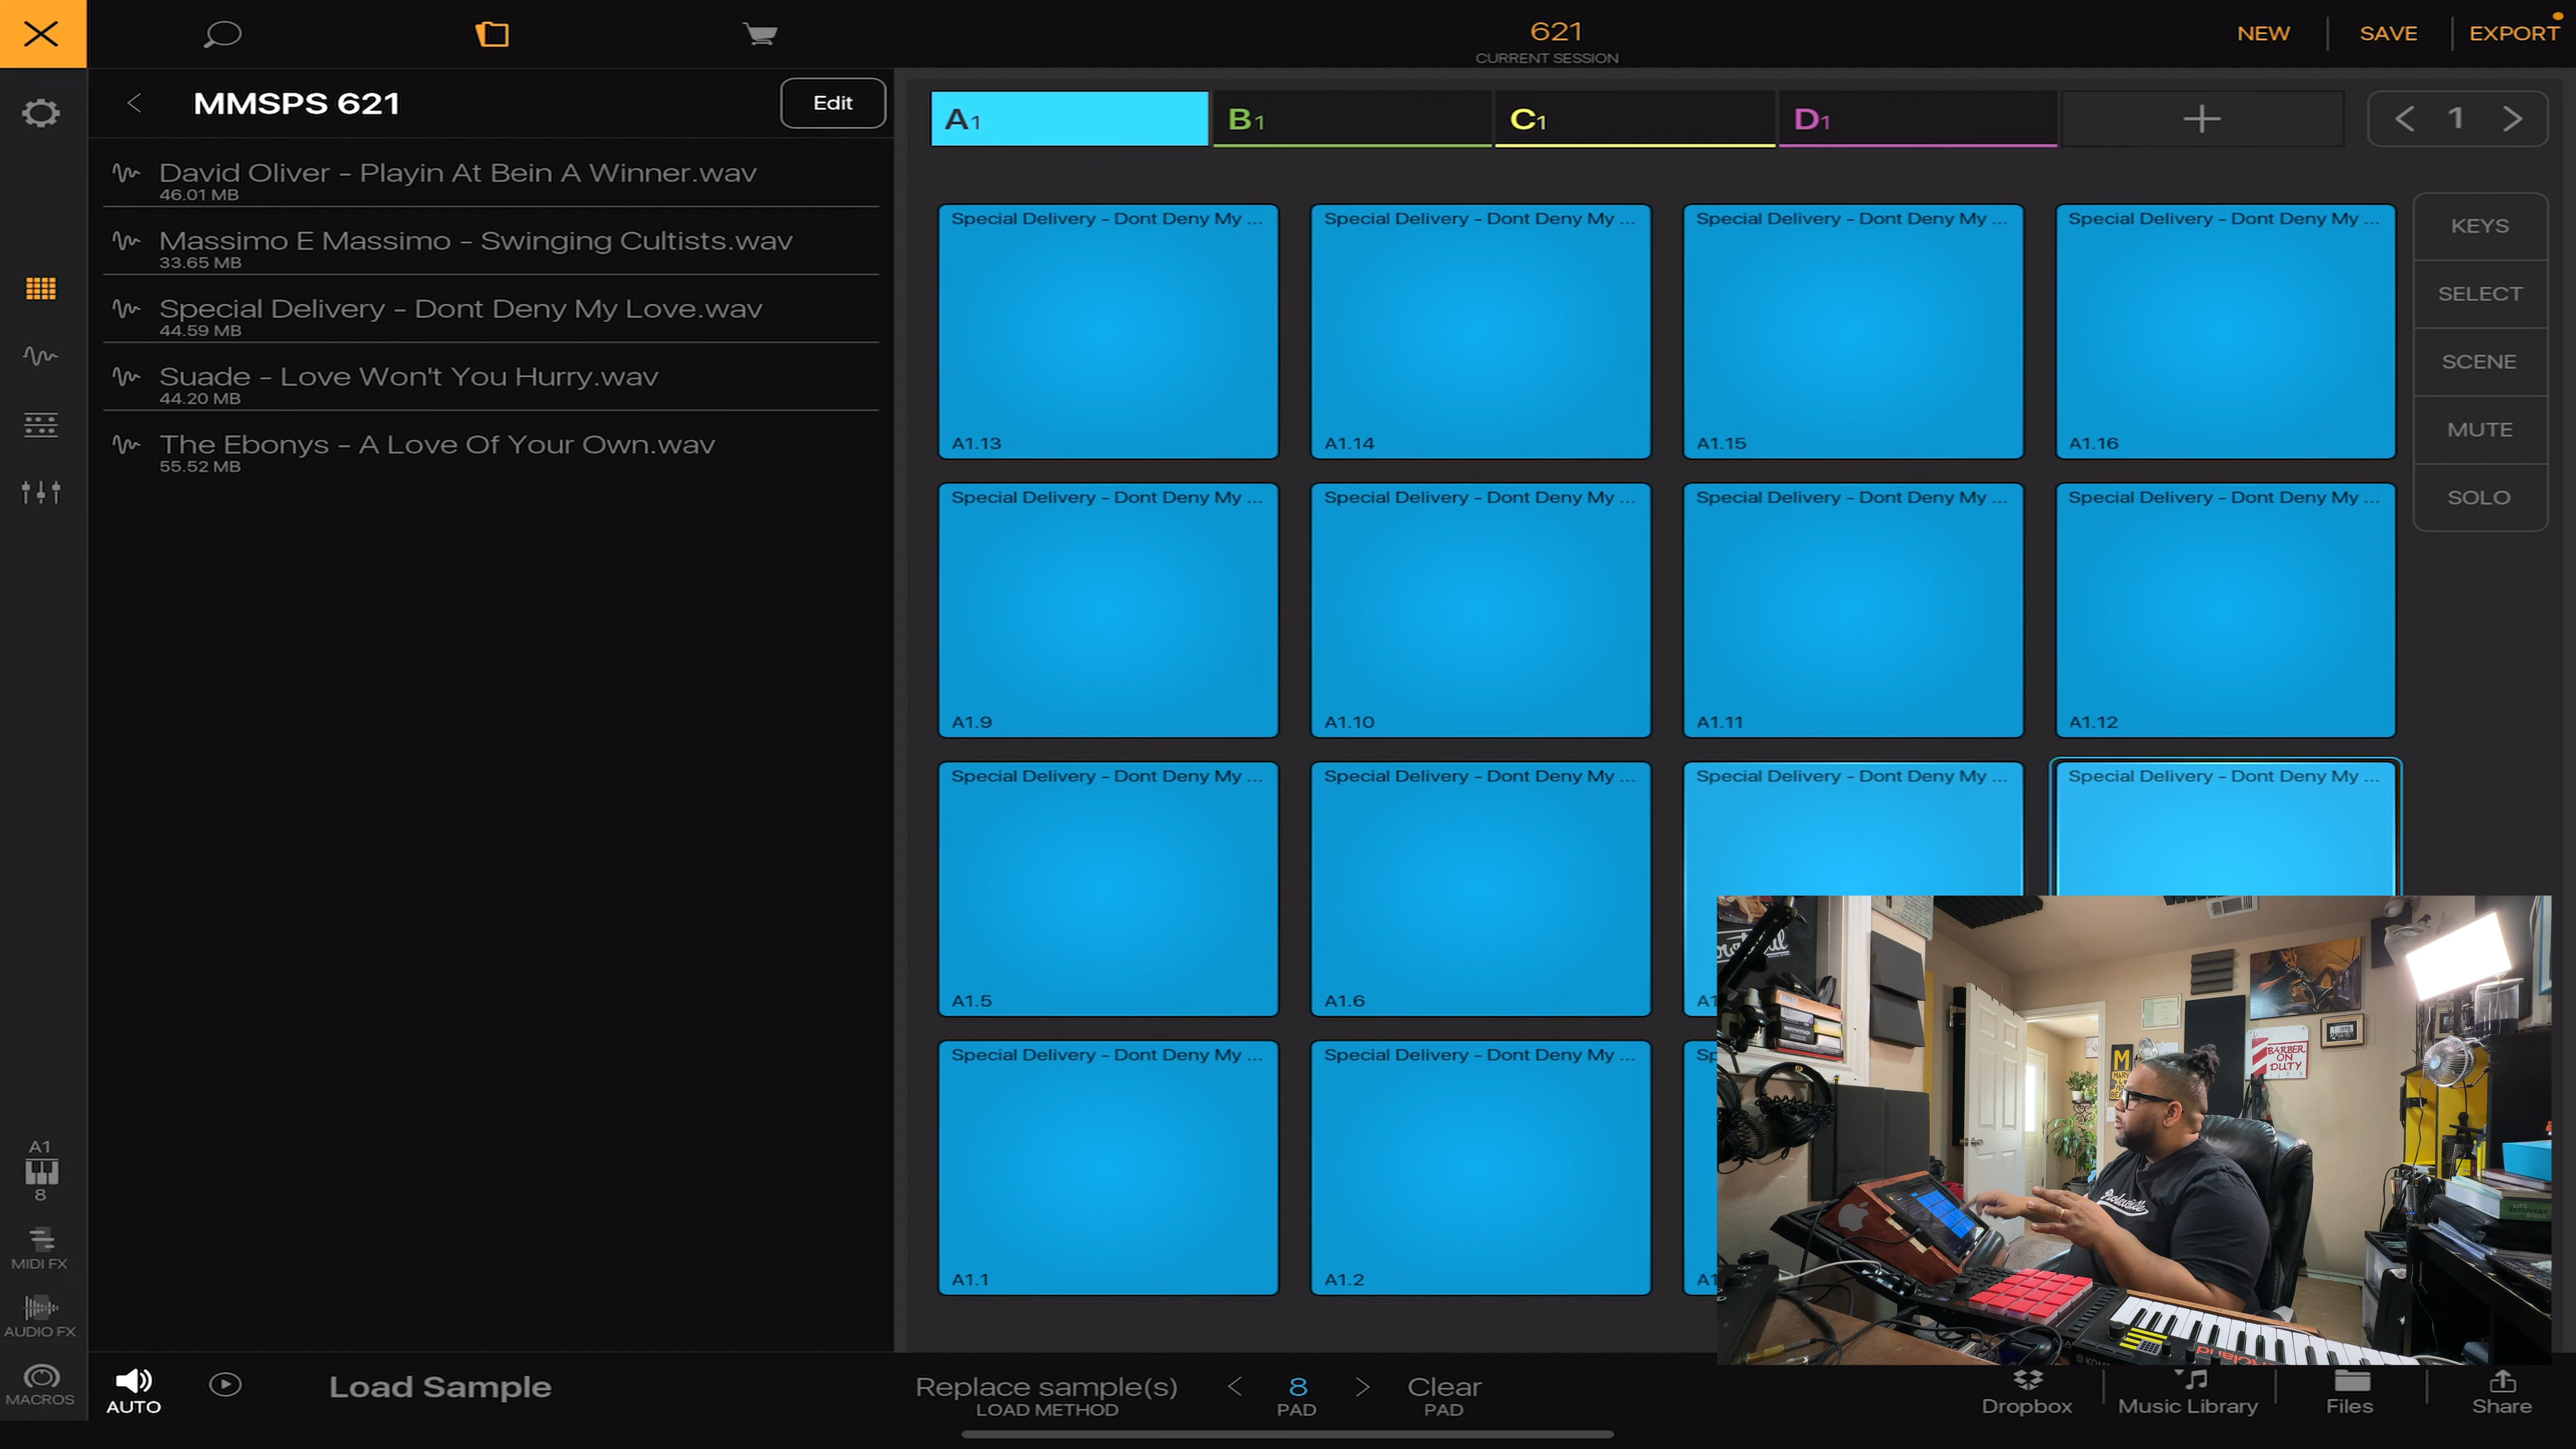 621
CURRENT SESSION
NEW
SAVE
EXPORT
MMSPS 621
Edit
David Oliver - Playin At Bein A Winner.wav
46.01 MB
Massimo E Massimo - Swinging Cultists.wav
33.65 MB
Special Delivery - Dont Deny My Love.wav
44.59 MB
Suade - Love Won't You Hurry.wav
44.20 MB
The Ebonys - A Love Of Your Own.wav
55.52 MB
A1
B1
C1
D1
1
Special Delivery - Dont Deny My ...
Special Delivery - Dont Deny My ...
Special Delivery - Dont Deny My ...
Special Delivery - Dont Deny My ...
A1.13
A1.14
A1.15
A1.16
Special Delivery - Dont Deny My ...
Special Delivery - Dont Deny My ...
Special Delivery - Dont Deny My ...
Special Delivery - Dont Deny My ...
A1.9
A1.10
A1.11
A1.12
Special Delivery - Dont Deny My ...
Special Delivery - Dont Deny My ...
Special Delivery - Dont Deny My ...
Special Delivery - Dont Deny My ...
A1.5
A1.6
Special Delivery - Dont Deny My ...
Special Delivery - Dont Deny My ...
A1.1
A1.2
KEYS
SELECT
SCENE
MUTE
SOLO
BARBER
ON
DUTY
A1
8
MIDI FX
AUDIO FX
MACROS
AUTO
Load Sample
Replace sample(s)
LOAD METHOD
8
PAD
Clear
PAD
Dropbox
Music Library
Files
Share